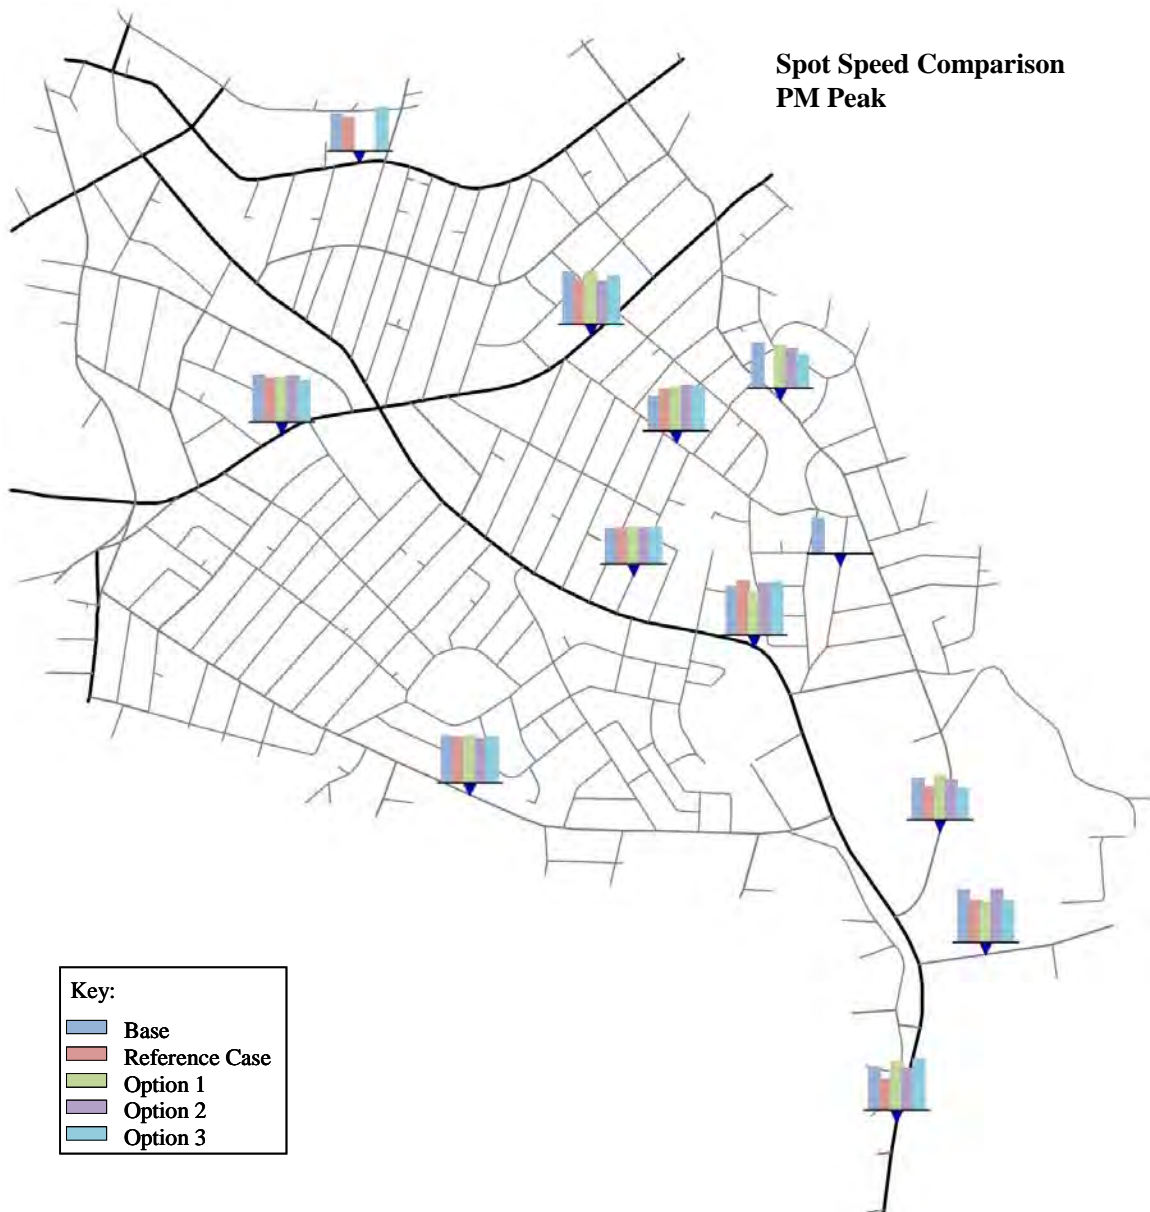 Spot Speed Comparison
PM Peak
Key:
Base
Reference Case
Option 1
Option 2
Option 3